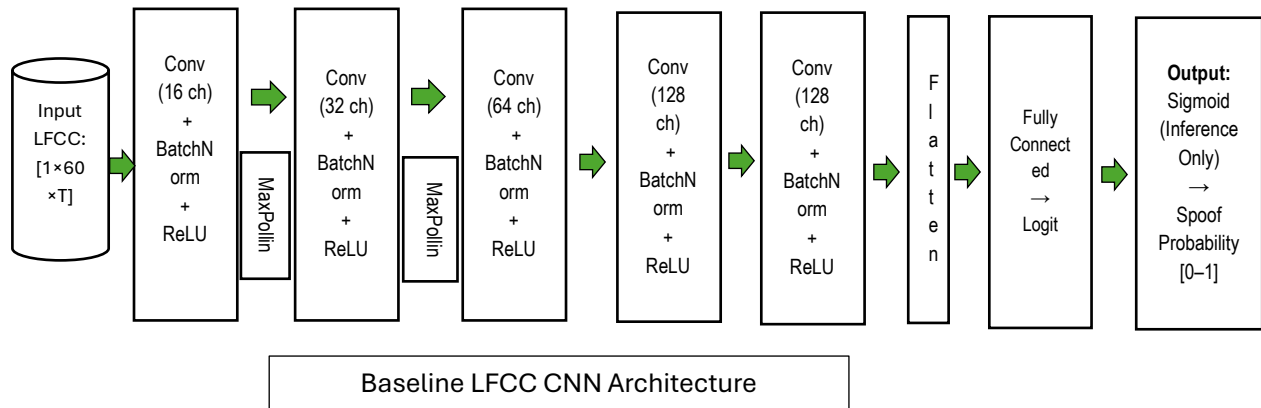 Input
LFCC:
[1×60
×T]
Conv
(16 ch)
+
BatchN
orm
+
ReLU
MaxPollin
Conv
(32 ch)
+
BatchN
orm
+
ReLU
MaxPollin
Conv
(64 ch)
+
BatchN
orm
+
ReLU
Conv
(128
ch)
+
BatchN
orm
+
ReLU
Conv
(128
ch)
+
BatchN
orm
+
ReLU
F
l
a
t
t
e
n
Fully
Connect
ed
→
Logit
Output:
Sigmoid
(Inference
Only)
→
Spoof
Probability
[0–1]
Baseline LFCC CNN Architecture